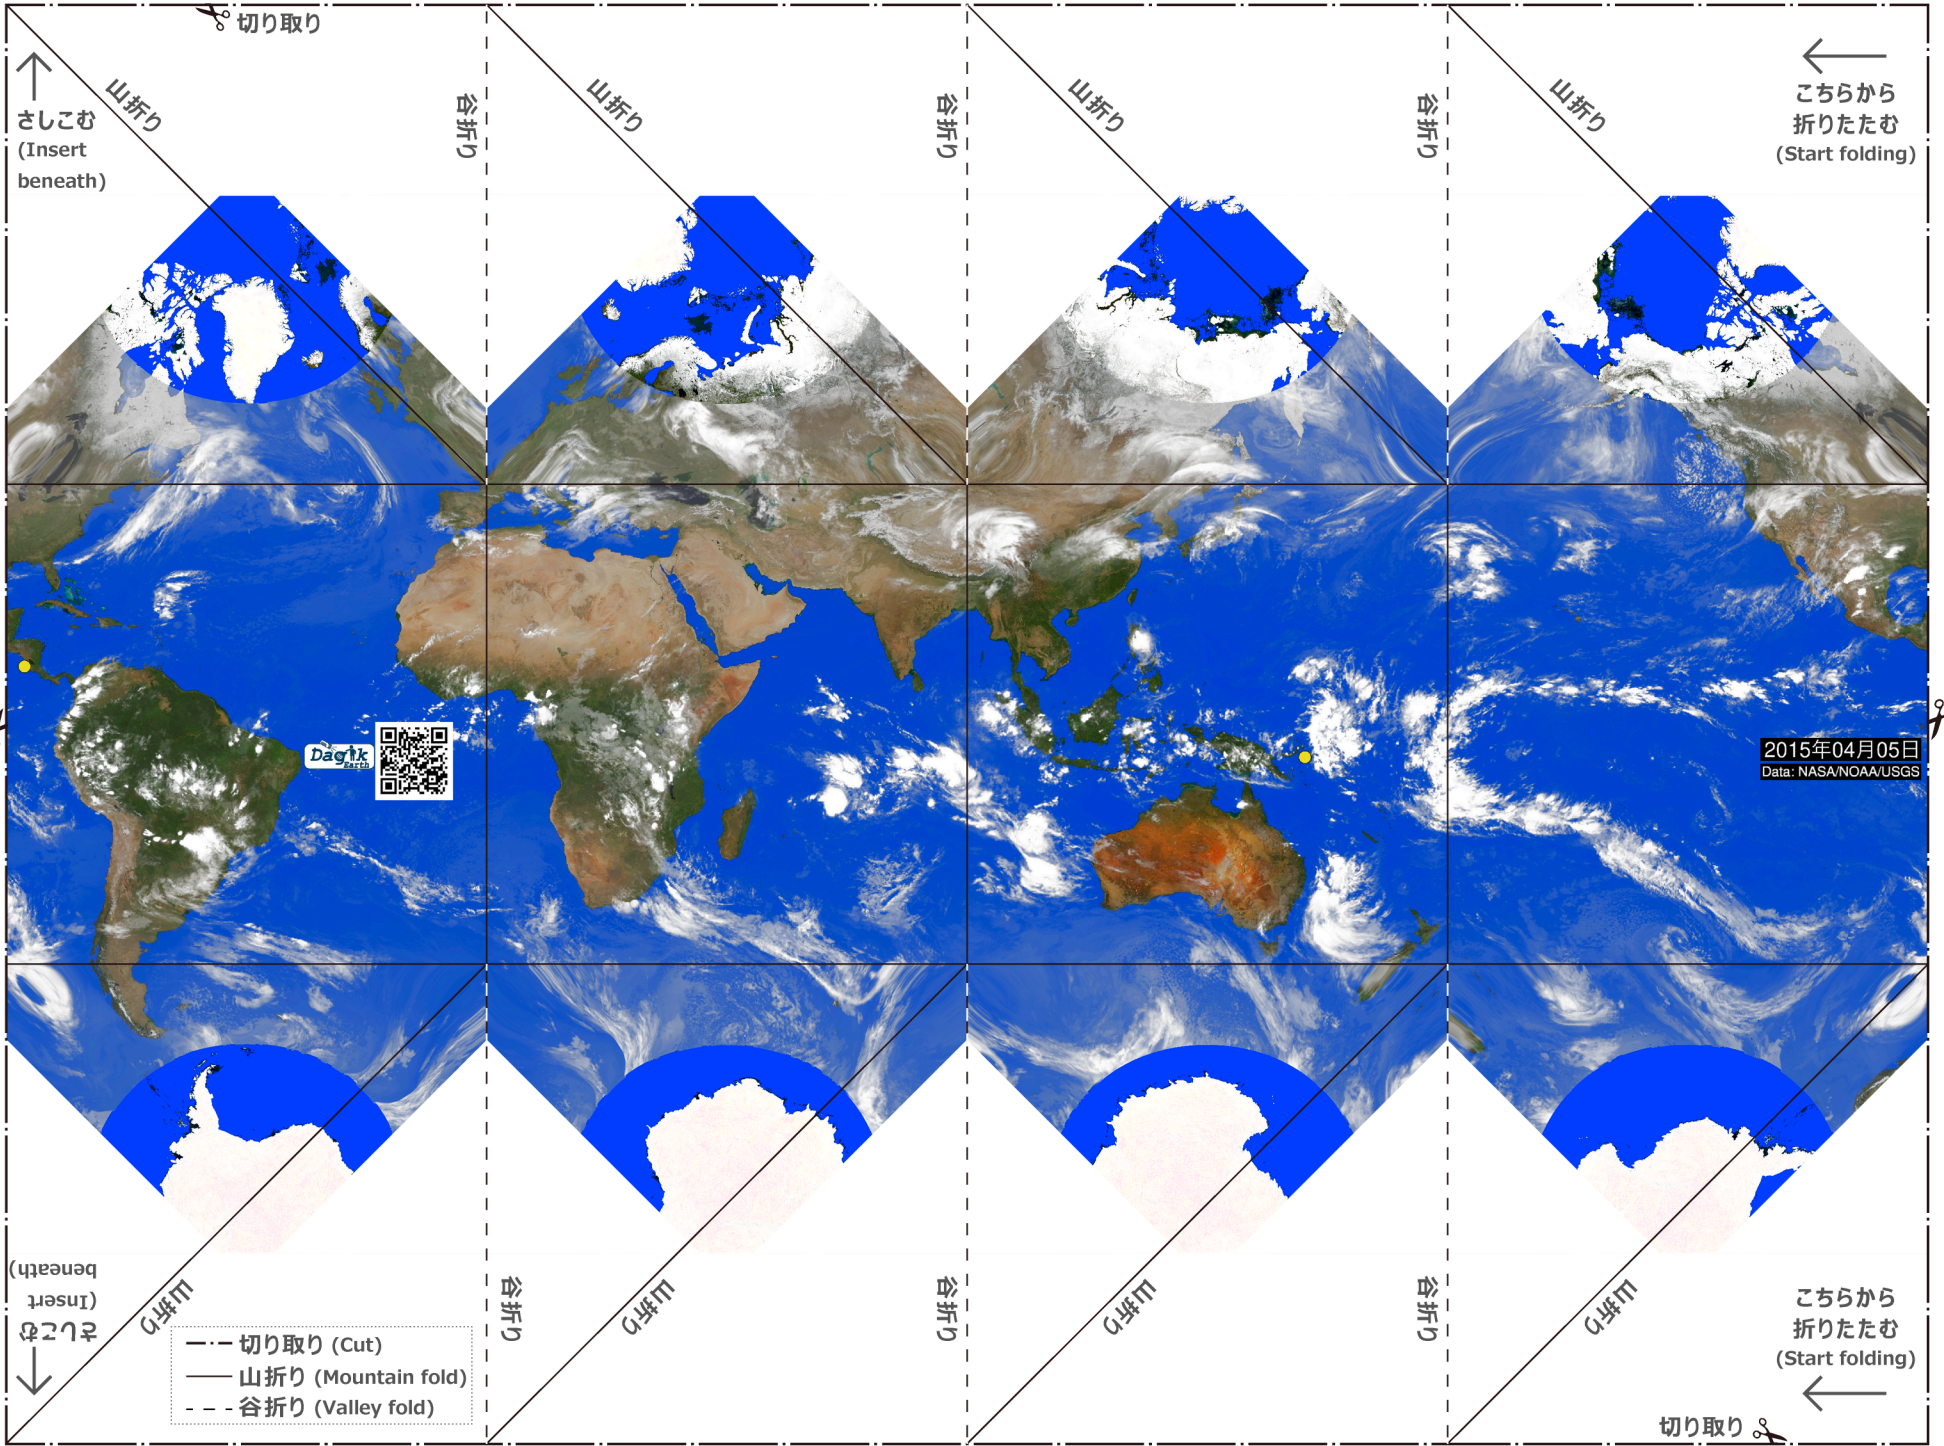 切り取り
山折り
谷折り
山折り
谷折り
山折り
谷折り
山折り
さしこむ
(Insert
beneath)
こちらから
折りたたむ
(Start folding)
Dagik
Earth
2015年04月05日
Data: NASA/NOAA/USGS
さしこむ
(Insert
beneath)
山折り
谷折り
山折り
谷折り
山折り
谷折り
山折り
こちらから
折りたたむ
(Start folding)
切り取り (Cut)
山折り (Mountain fold)
谷折り (Valley fold)
切り取り